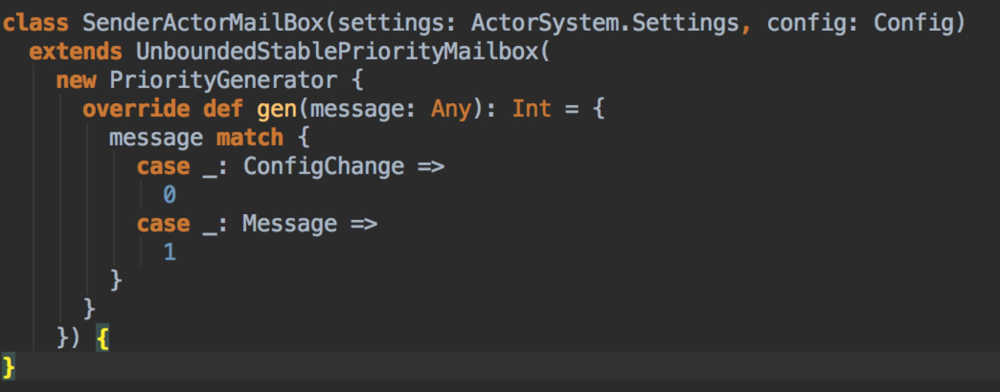 class SenderActorMailBox(settings: ActorSystem.Settings, config: Config)
  extends UnboundedStablePriorityMailbox(
    new PriorityGenerator {
      override def gen(message: Any): Int = {
        message match {
          case _: ConfigChange =>
            0
          case _: Message =>
            1
        }
      }
    }) {
}